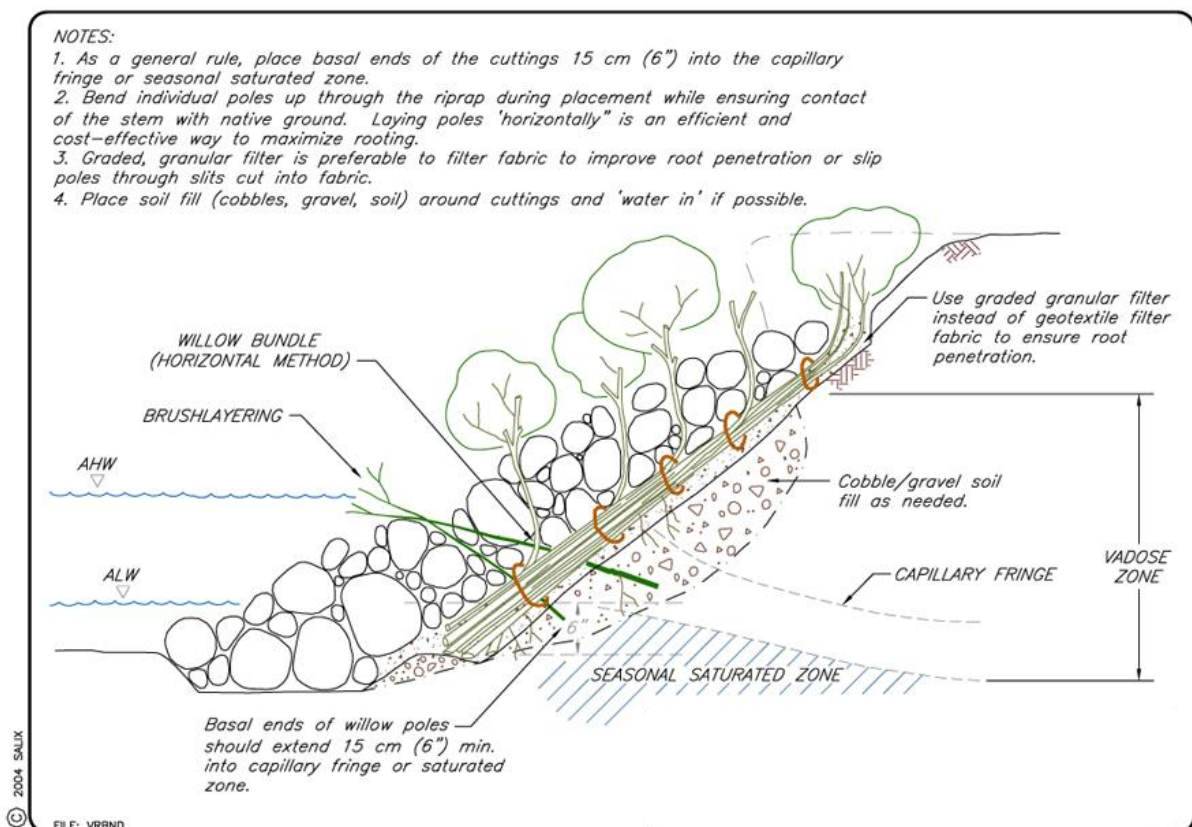 NOTES:
1. As a general rule, place basal ends of the cuttings 15 cm (6") into the capillary
fringe or seasonal saturated zone.
2. Bend individual poles up through the riprap during placement while ensuring contact
of the stem with native ground. Laying poles 'horizontally" is an efficient and
cost-effective way to maximize rooting.
3. Graded, granular filter is preferable to filter fabric to improve root penetration or slip
poles through slits cut into fabric.
4. Place soil fill (cobbles, gravel, soil) around cuttings and 'water in' if possible.
Use graded granular filter
instead of geotextile filter
fabric to ensure root
penetration.
WILLOW BUNDLE
(HORIZONTAL METHOD)
BRUSHLAYERING
AHW
Cobble/gravel soil
fill as needed.
VADOSE
ZONE
ALW
CAPILLARY FRINGE
6"
SEASONAL SATURATED ZONE
Basal ends of willow poles
should extend 15 cm (6") min.
into capillary fringe or saturated
zone.
© 2004 SALIX
FILE: VRBND